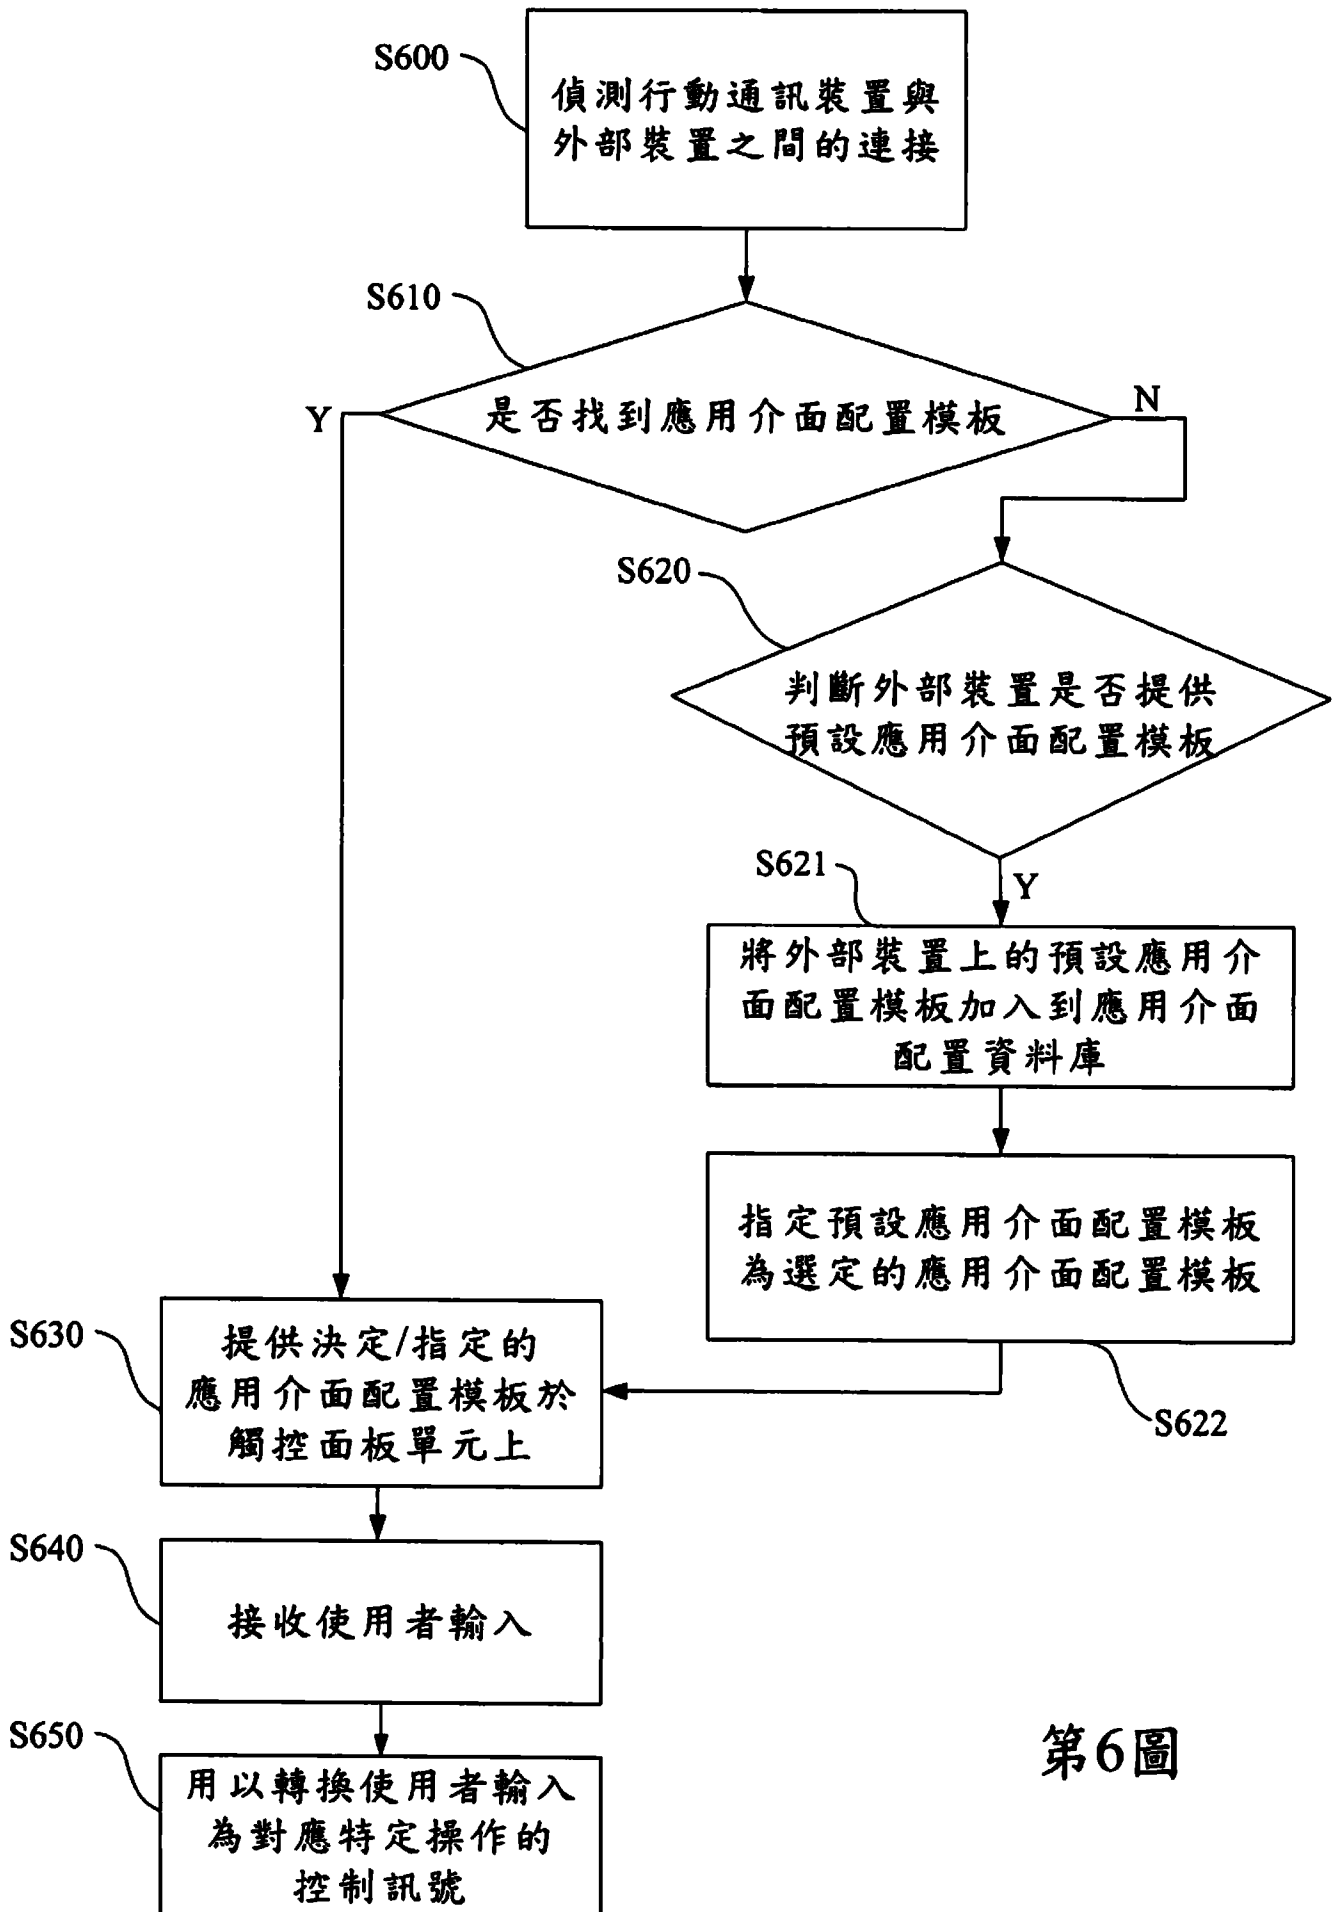 S600
偵測行動通訊裝置與
外部裝置之間的連接
S610
是否找到應用介面配置模板
Y
N
S620
判斷外部裝置是否提供
預設應用介面配置模板
S621
Y
將外部裝置上的預設應用介
面配置模板加入到應用介面
配置資料庫
指定預設應用介面配置模板
為選定的應用介面配置模板
S622
S630
提供決定/指定的
應用介面配置模板於
觸控面板單元上
S640
接收使用者輸入
S650
用以轉換使用者輸入
為對應特定操作的
控制訊號
第6圖